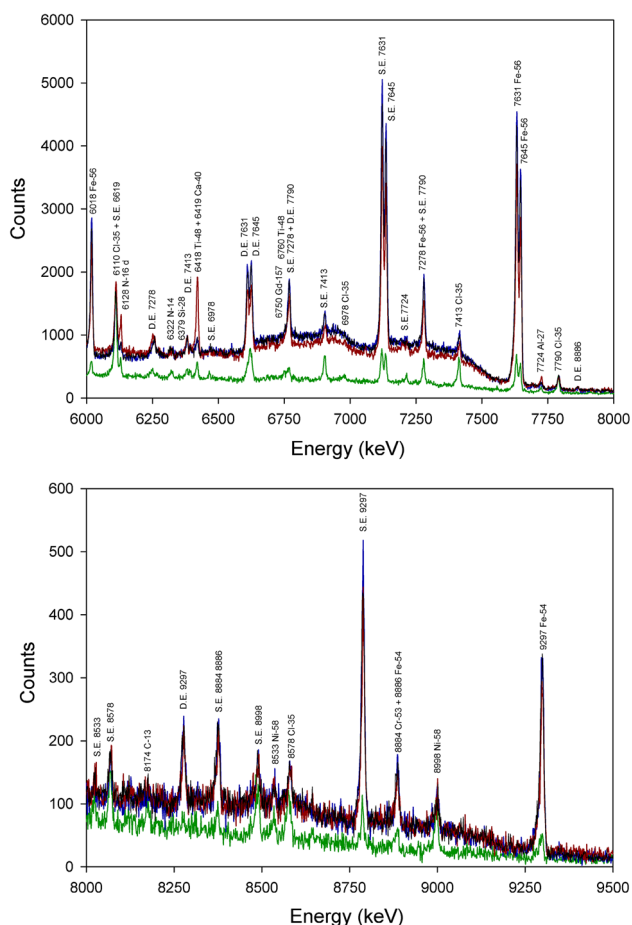 6000
5000
4000
3000
2000
1000
0
Counts
6018 Fe-56
6110 Cl-35 + S.E. 6619
6128 N-16 d
D.E. 7278
6322 N-14
6379 Si-28
D.E. 7413
6418 Ti-48 + 6419 Ca-40
S.E. 6978
D.E. 7631
D.E. 7645
6750 Gd-157
6760 Ti-48
S.E. 7278 + D.E. 7790
S.E. 7413
6978 Cl-35
S.E. 7631
S.E. 7645
S.E.7724
7278 Fe-56 + S.E. 7790
7413 Cl-35
7631 Fe-56
7645 Fe-56
7724 Al-27
7790 Cl-35
D.E. 8886
6000 6250 6500 6750 7000 7250 7500 7750 8000
Energy (keV)
600
500
400
300
200
100
0
Counts
S.E. 8533
S.E. 8578
8174 C-13
D.E. 9297
S.E. 8884 8886
S.E. 8998
8533 Ni-58
8578 Cl-35
S.E. 9297
8884 Cr-53 + 8886 Fe-54
8998 Ni-58
9297 Fe-54
8000 8250 8500 8750 9000 9250 9500
Energy (keV)